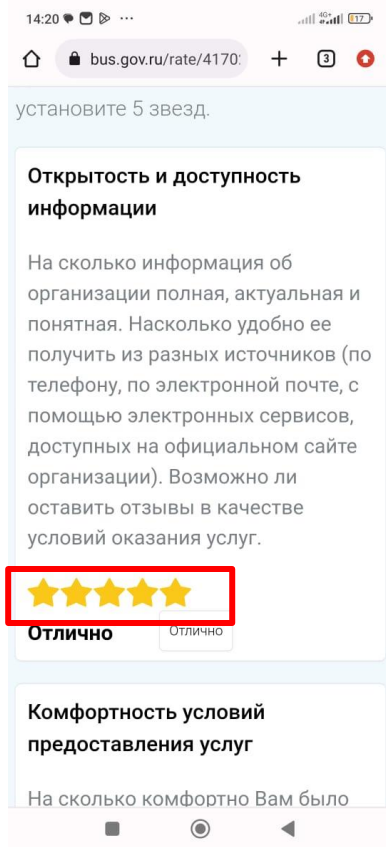 14:20
4G+
17
bus.gov.ru/rate/4170
3
установите 5 звезд.
Открытость и доступность
информации
На сколько информация об
организации полная, актуальная и
понятная. Насколько удобно ее
получить из разных источников (по
телефону, по электронной почте, с
помощью электронных сервисов,
доступных на официальном сайте
организации). Возможно ли
оставить отзывы в качестве
условий оказания услуг.
Отлично
Отлично
Комфортность условий
предоставления услуг
На сколько комфортно Вам было